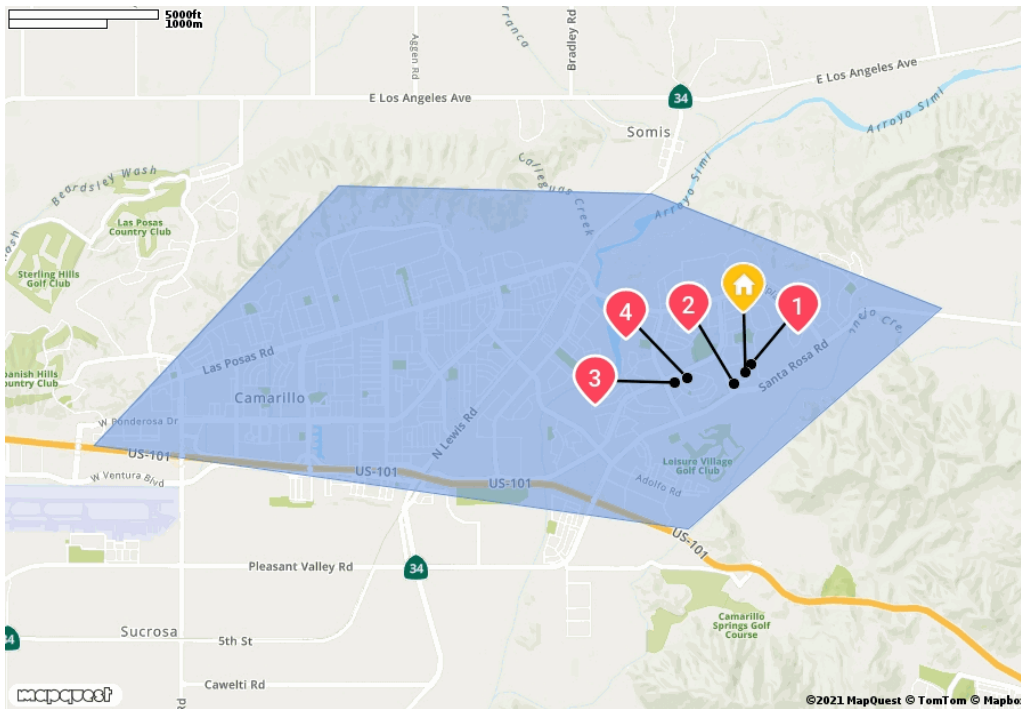 5000ft
1000m
Aggen Rd
Bradley Rd
E Los Angeles Ave
E Los Angeles Ave
34
Somis
Arroyo Simi
Arroyo Simi
Calleguas Creek
Beardsley Wash
Las Posas
Country Club
Sterling Hills
Golf Club
4
2
1
3
Santa Rosa Rd
Las Posas Rd
Camarillo
N Lewis Rd
W Ponderosa Dr
US-101
US-101
US-101
US-101
W Ventura Blvd
Leisure Village
Golf Club
Adolfo Rd
Pleasant Valley Rd
34
Camarillo
Springs Golf
Course
Sucrosa
5th St
Cawelti Rd
mapquest
©2021 MapQuest © TomTom © Mapbo